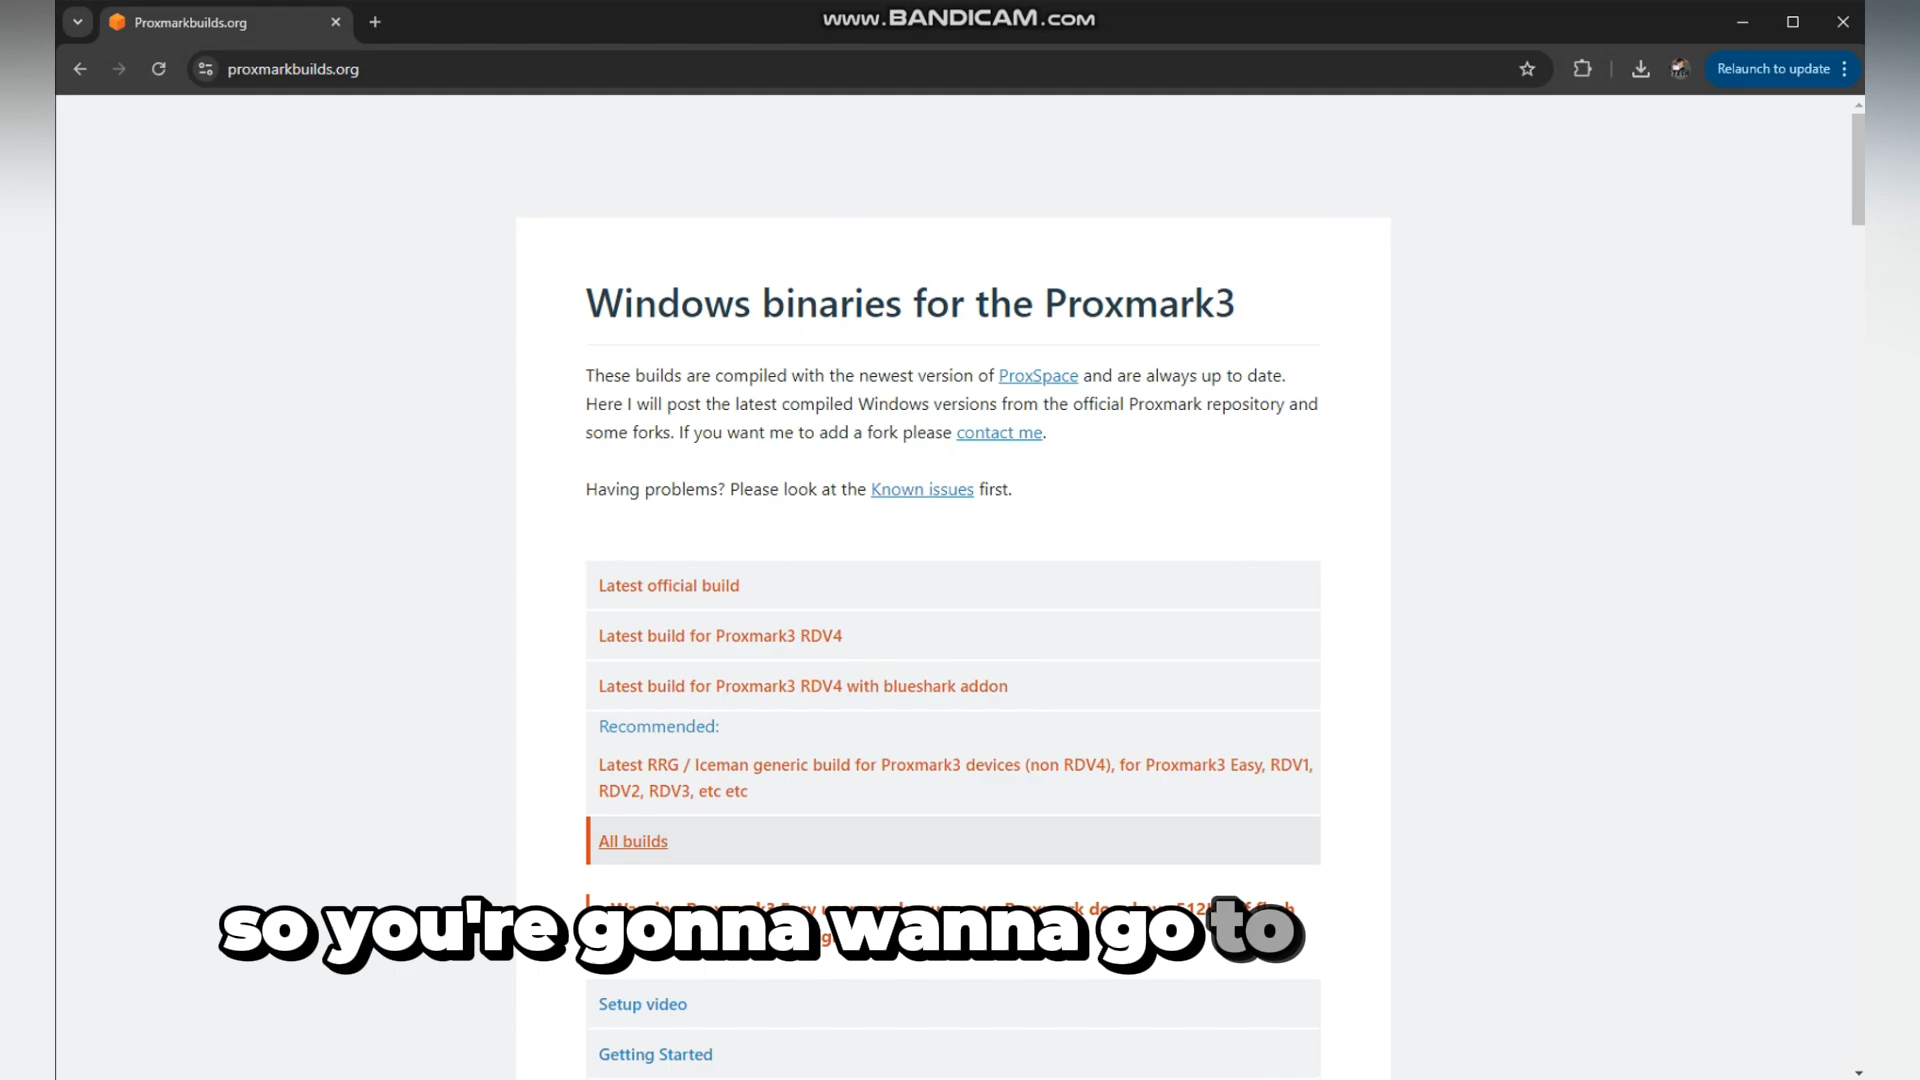 Proxmarkbuilds.org
www.BANDICAM.com
proxmarkbuilds.org
Relaunch to update
Windows binaries for the Proxmark3
These builds are compiled with the newest version of ProxSpace and are always up to date.
Here I will post the latest compiled Windows versions from the official Proxmark repository and
some forks. If you want me to add a fork please contact me.
Having problems? Please look at the Known issues first.
Latest official build
Latest build for Proxmark3 RDV4
Latest build for Proxmark3 RDV4 with blueshark addon
Recommended:
Latest RRG / Iceman generic build for Proxmark3 devices (non RDV4), for Proxmark3 Easy, RDV1,
RDV2, RDV3, etc etc
All builds
so you're gonna wanna go to
Setup video
Getting Started